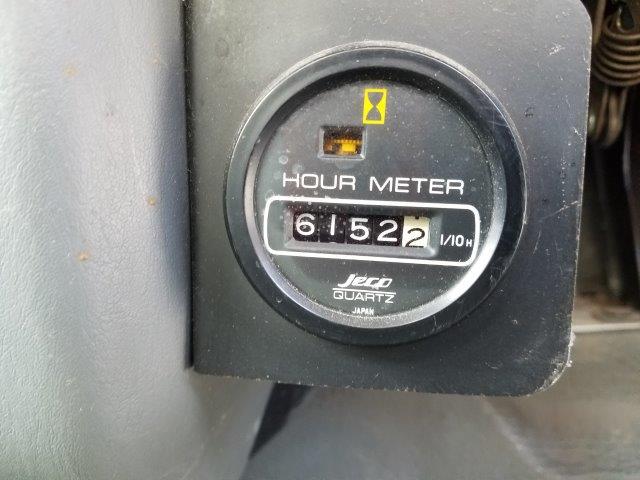 HOUR METER
61522 1/10H
Jeco
QUARTZ
JAPAN